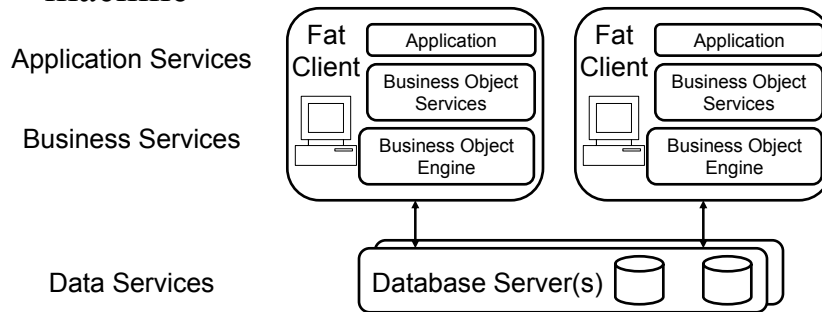 Application Services
Business Services
Data Services
Fat
Client
Application
Business Object
Services
Business Object
Engine
Fat
Client
Application
Business Object
Services
Business Object
Engine
Database Server(s)